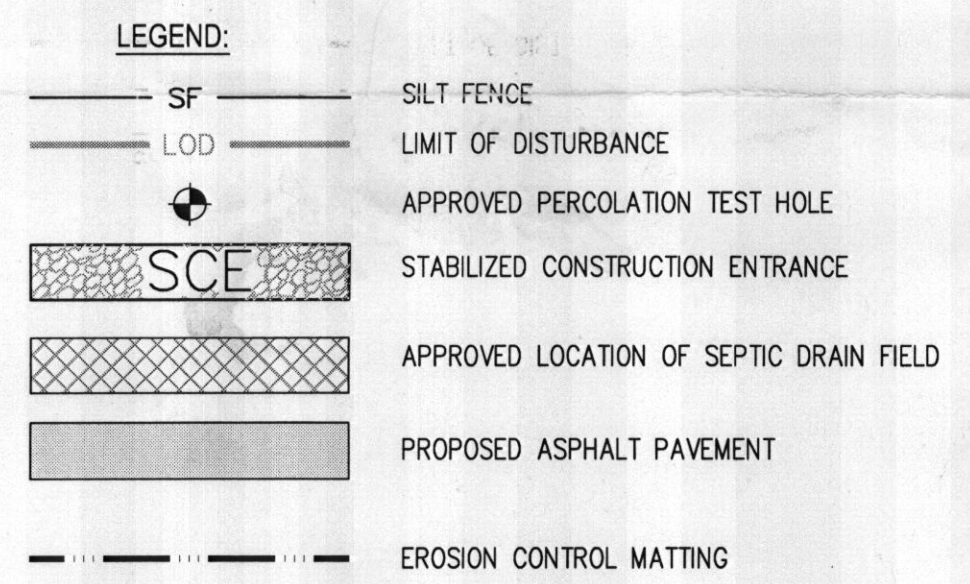 LEGEND:
SF SILT FENCE
LOD LIMIT OF DISTURBANCE
APPROVED PERCOLATION TEST HOLE
SCE STABILIZED CONSTRUCTION ENTRANCE
APPROVED LOCATION OF SEPTIC DRAIN FIELD
PROPOSED ASPHALT PAVEMENT
EROSION CONTROL MATTING